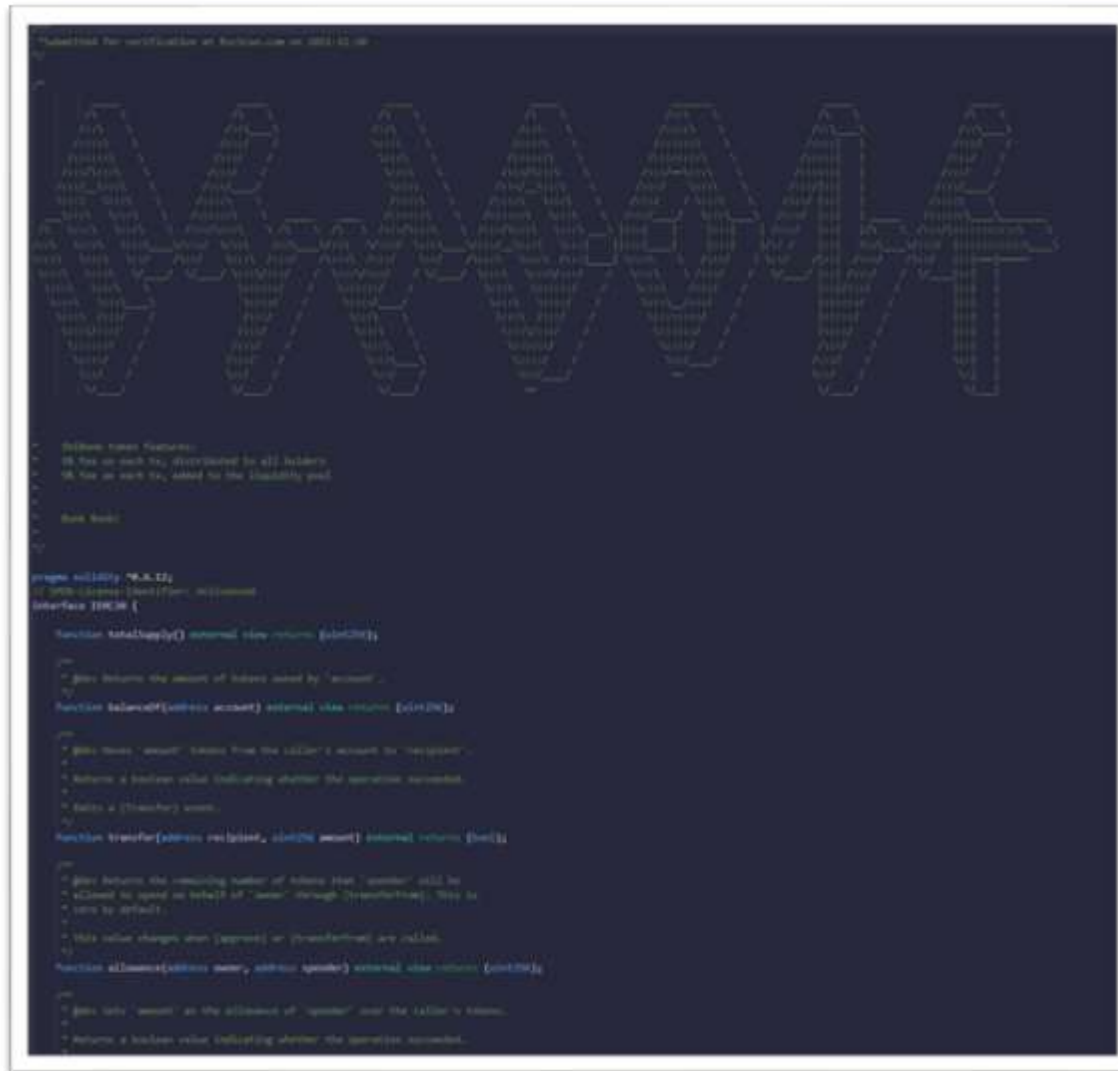 *Submitted for verification at BscScan.com on
*/
/**
* token features:
* fee on each tx, distributed to all holders
* fee on each tx, added to the liquidity pool
*
*
*
*
*/
pragma solidity ^0.6.12;
// SPDX-License-Identifier: Unlicensed
interface IERC20 {
function totalSupply() external view returns (uint256);
/**
* @dev Returns the amount of tokens owned by `account`.
*/
function balanceOf(address account) external view returns (uint256);
/**
* @dev Moves `amount` tokens from the caller's account to `recipient`.
*
* Returns a boolean value indicating whether the operation succeeded.
*
* Emits a {Transfer} event.
*/
function transfer(address recipient, uint256 amount) external returns (bool);
/**
* @dev Returns the remaining number of tokens that `spender` will be
* allowed to spend on behalf of `owner` through {transferFrom}. This is
* zero by default.
*
* This value changes when {approve} or {transferFrom} are called.
*/
function allowance(address owner, address spender) external view returns (uint256);
/**
* @dev Sets `amount` as the allowance of `spender` over the caller's tokens.
*
* Returns a boolean value indicating whether the operation succeeded.
*